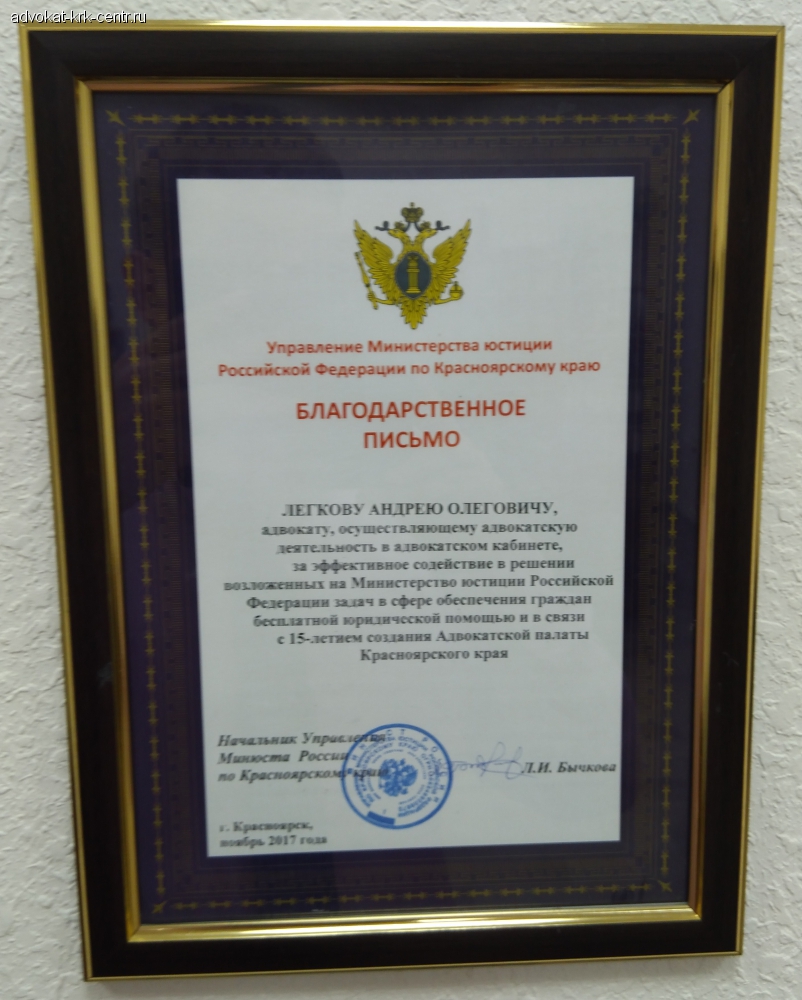 advokat-krk-centr.ru
Управление Министерства юстиции
Российской Федерации по Красноярскому краю
БЛАГОДАРСТВЕННОЕ
ПИСЬМО
ЛЕГКОВУ АНДРЕЮ ОЛЕГОВИЧУ,
адвокату, осуществляющему адвокатскую
деятельность в адвокатском кабинете,
за эффективное содействие в решении
возложенных на Министерство юстиции Российской
Федерации задач в сфере обеспечения граждан
бесплатной юридической помощью и в связи
с 15-летием создания Адвокатской палаты
Красноярского края
Начальник Управления
Минюста России
по Красноярскому краю
Л.И. Бычкова
г. Красноярск,
ноябрь 2017 года